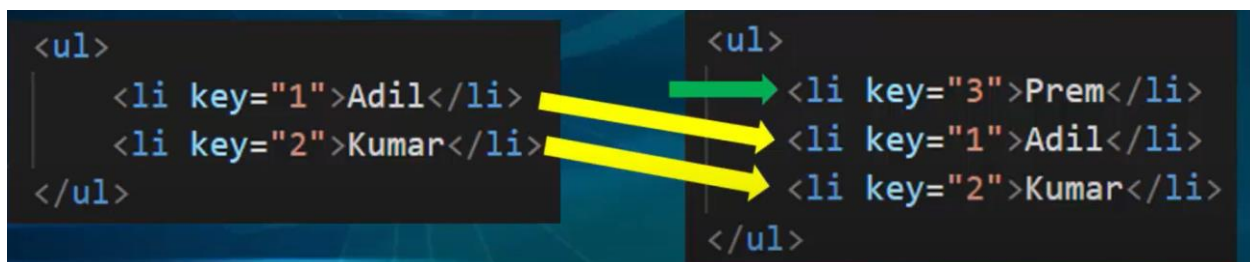 <ul>
<li key="1">Adil</li>
<li key="2">Kumar</li>
</ul>
<ul>
<li key="3">Prem</li>
<li key="1">Adil</li>
<li key="2">Kumar</li>
</ul>